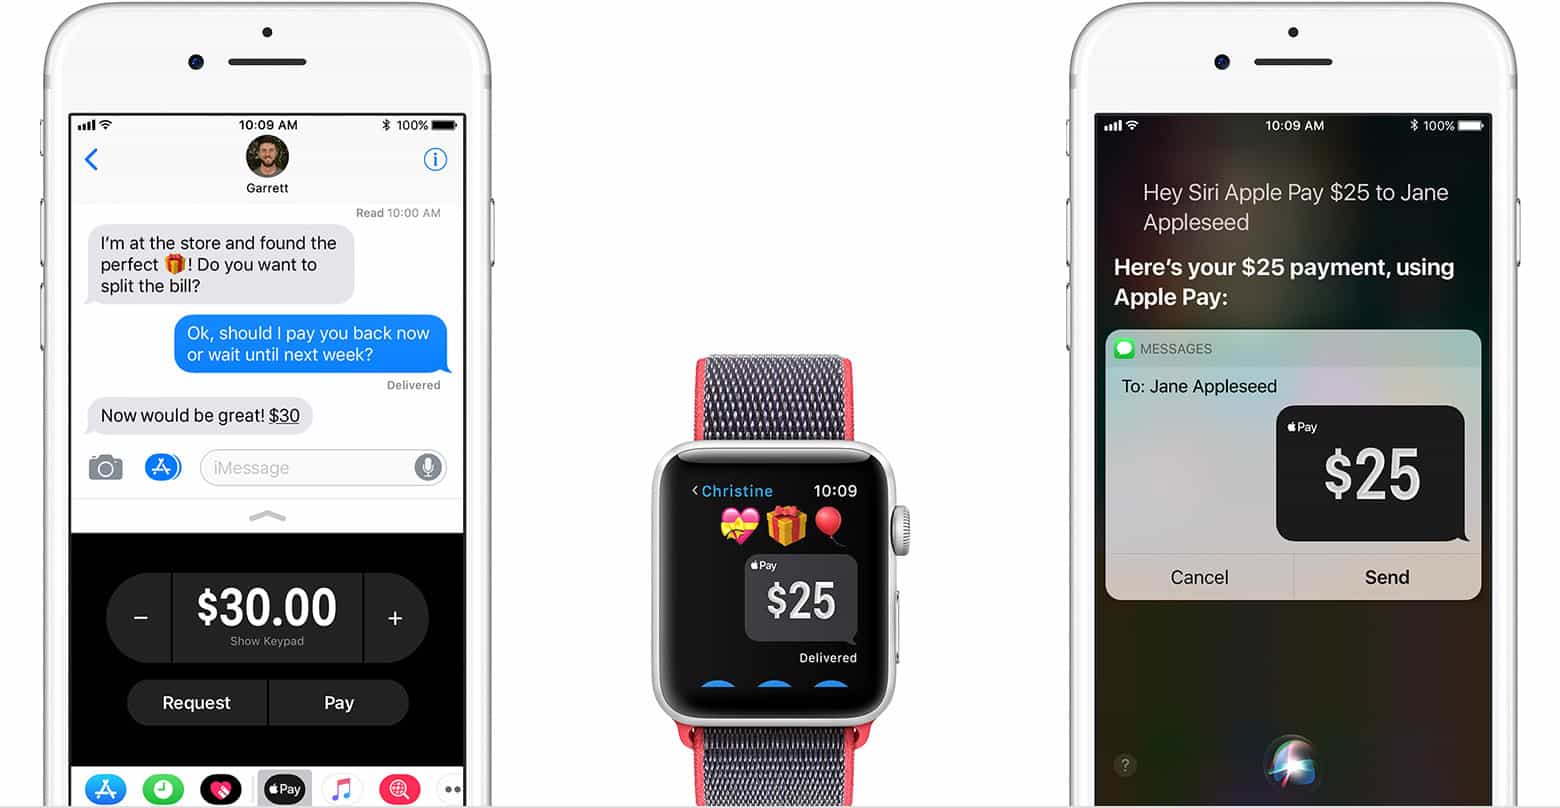 10:09 AM
100%
Garrett
Read 10:00 AM
I'm at the store and found the
perfect 🎁! Do you want to
split the bill?
Ok, should I pay you back now
or wait until next week?
Delivered
Now would be great! $30
iMessage
− $30.00 +
Show Keypad
Request Pay
Pay
< Christine 10:09
Pay
$25
Delivered
10:09 AM
100%
Hey Siri Apple Pay $25 to Jane
Appleseed
Here's your $25 payment, using
Apple Pay:
MESSAGES
To: Jane Appleseed
Pay
$25
Cancel Send
?